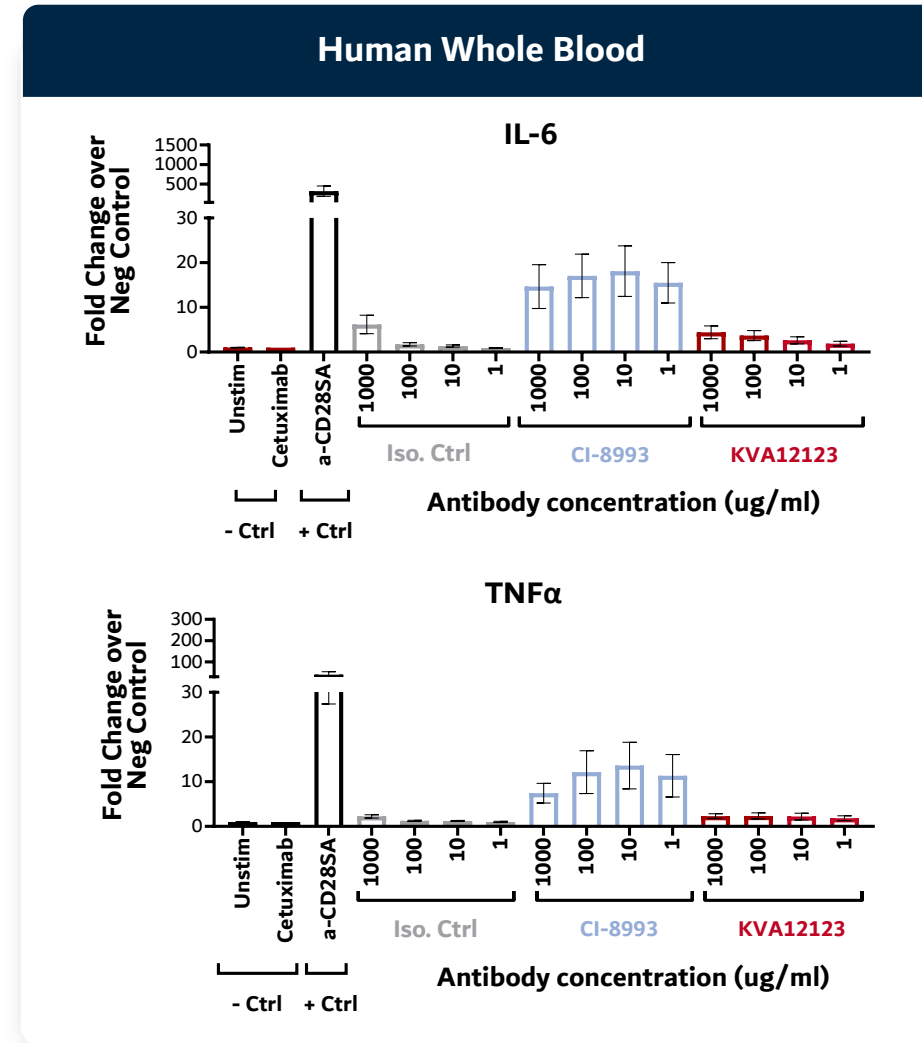 Human Whole Blood
IL-6
Fold Change over
Neg Control
1500
1000
500
30
20
10
0
Unstim
Cetuximab
a-CD28SA
1000
100
10
1
1000
100
10
1
1000
100
10
1
Iso. Ctrl
CI-8993
KVA12123
Antibody concentration (ug/ml)
- Ctrl
+ Ctrl
TNFα
Fold Change over
Neg Control
300
200
100
30
20
10
0
Unstim
Cetuximab
a-CD28SA
1000
100
10
1
1000
100
10
1
1000
100
10
1
Iso. Ctrl
CI-8993
KVA12123
Antibody concentration (ug/ml)
- Ctrl
+ Ctrl